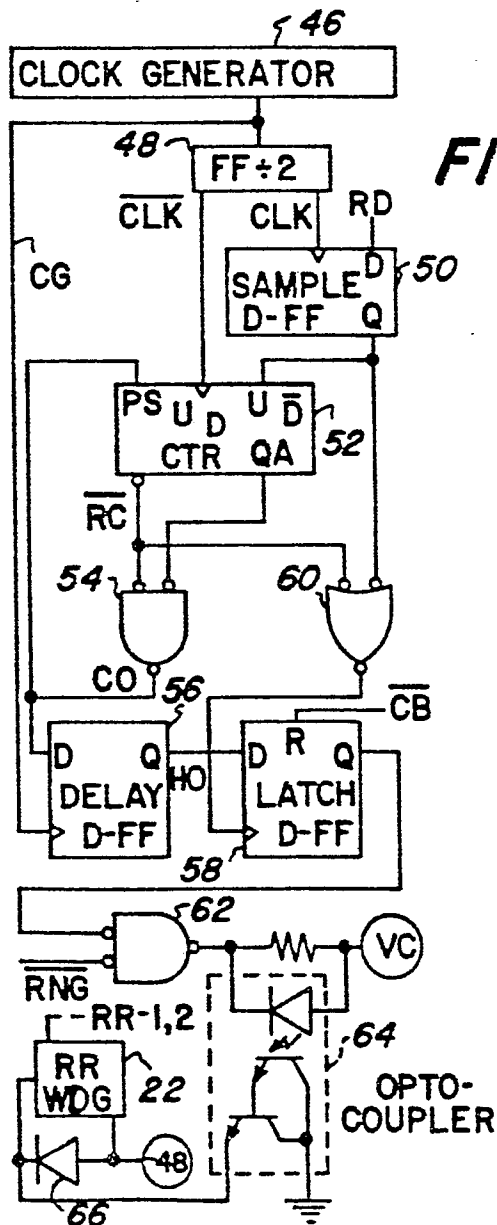 46
CLOCK GENERATOR
48
FF÷2
FI
CLK
CLK
RD
CG
SAMPLE
D
50
D-FF
Q
PS
U
D
U
D
CTR
QA
52
RC
54
60
CO
56
CB
D
Q
HO
D
R
Q
DELAY
LATCH
D-FF
D-FF
58
62
VC
RNG
RR-1,2
64
RR
WDG
22
OPTO-
COUPLER
48
66